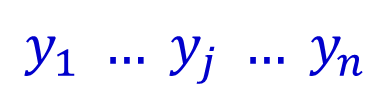 y₁ ... yⱼ ... yₙ